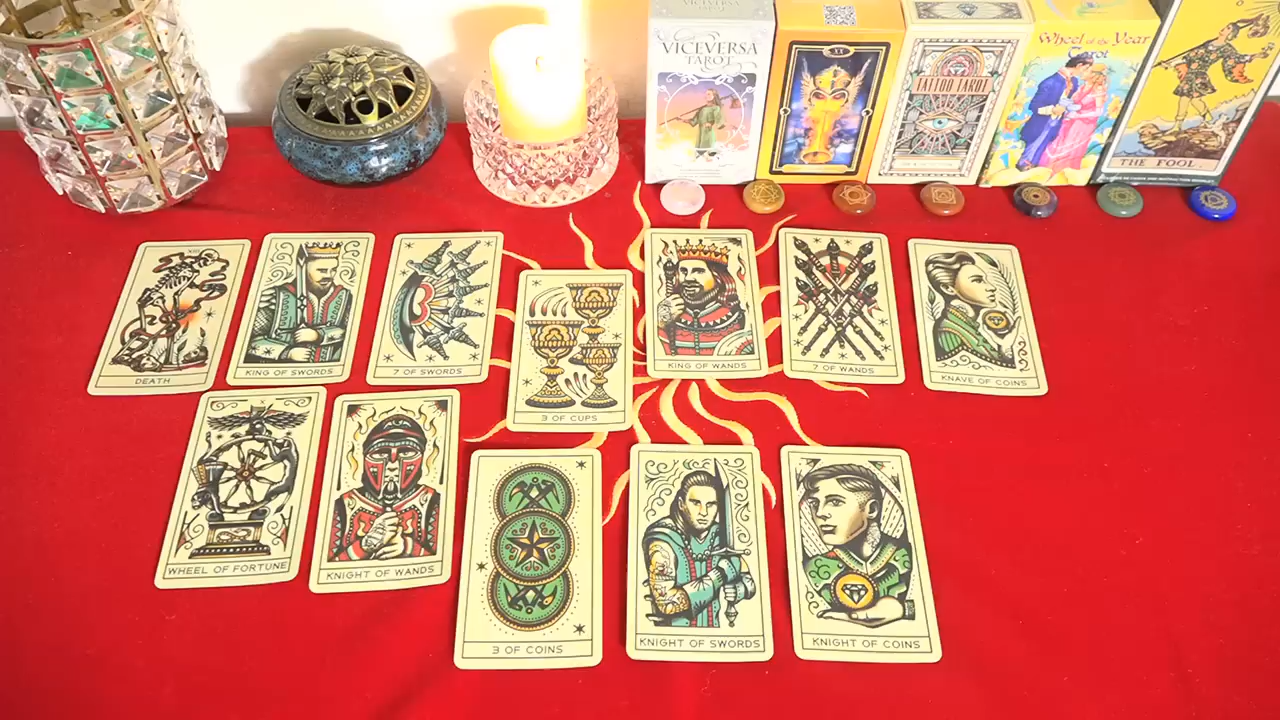 VICEVERSA
TAROT
XV
TATTOO TAROT
Wheel of the Year
Tarot
THE FOOL.
DEATH
KING OF SWORDS
7 OF SWORDS
3 OF CUPS
KING OF WANDS
7 OF WANDS
KNAVE OF COINS
WHEEL OF FORTUNE
KNIGHT OF WANDS
3 OF COINS
KNIGHT OF SWORDS
KNIGHT OF COINS